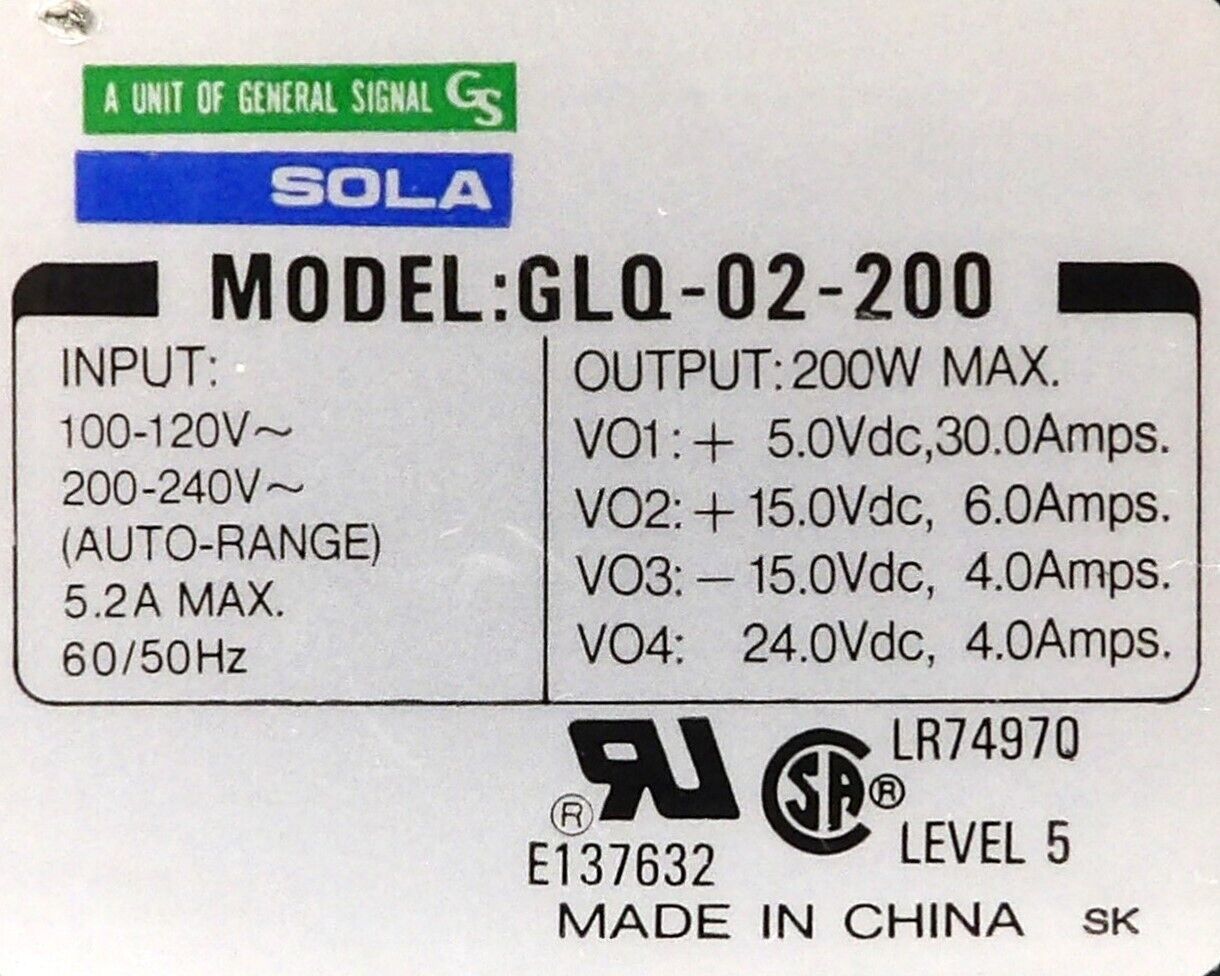 A UNIT OF GENERAL SIGNAL GS
SOLA
MODEL:GLQ-02-200
INPUT:
100-120V~
200-240V~
(AUTO-RANGE)
5.2A MAX.
60/50Hz
OUTPUT:200W MAX.
VO1:+ 5.0Vdc,30.0Amps.
VO2:+15.0Vdc, 6.0Amps.
VO3:−15.0Vdc, 4.0Amps.
VO4: 24.0Vdc, 4.0Amps.
RU ®
E137632
CSA ®
LR74970
LEVEL 5
MADE IN CHINA SK